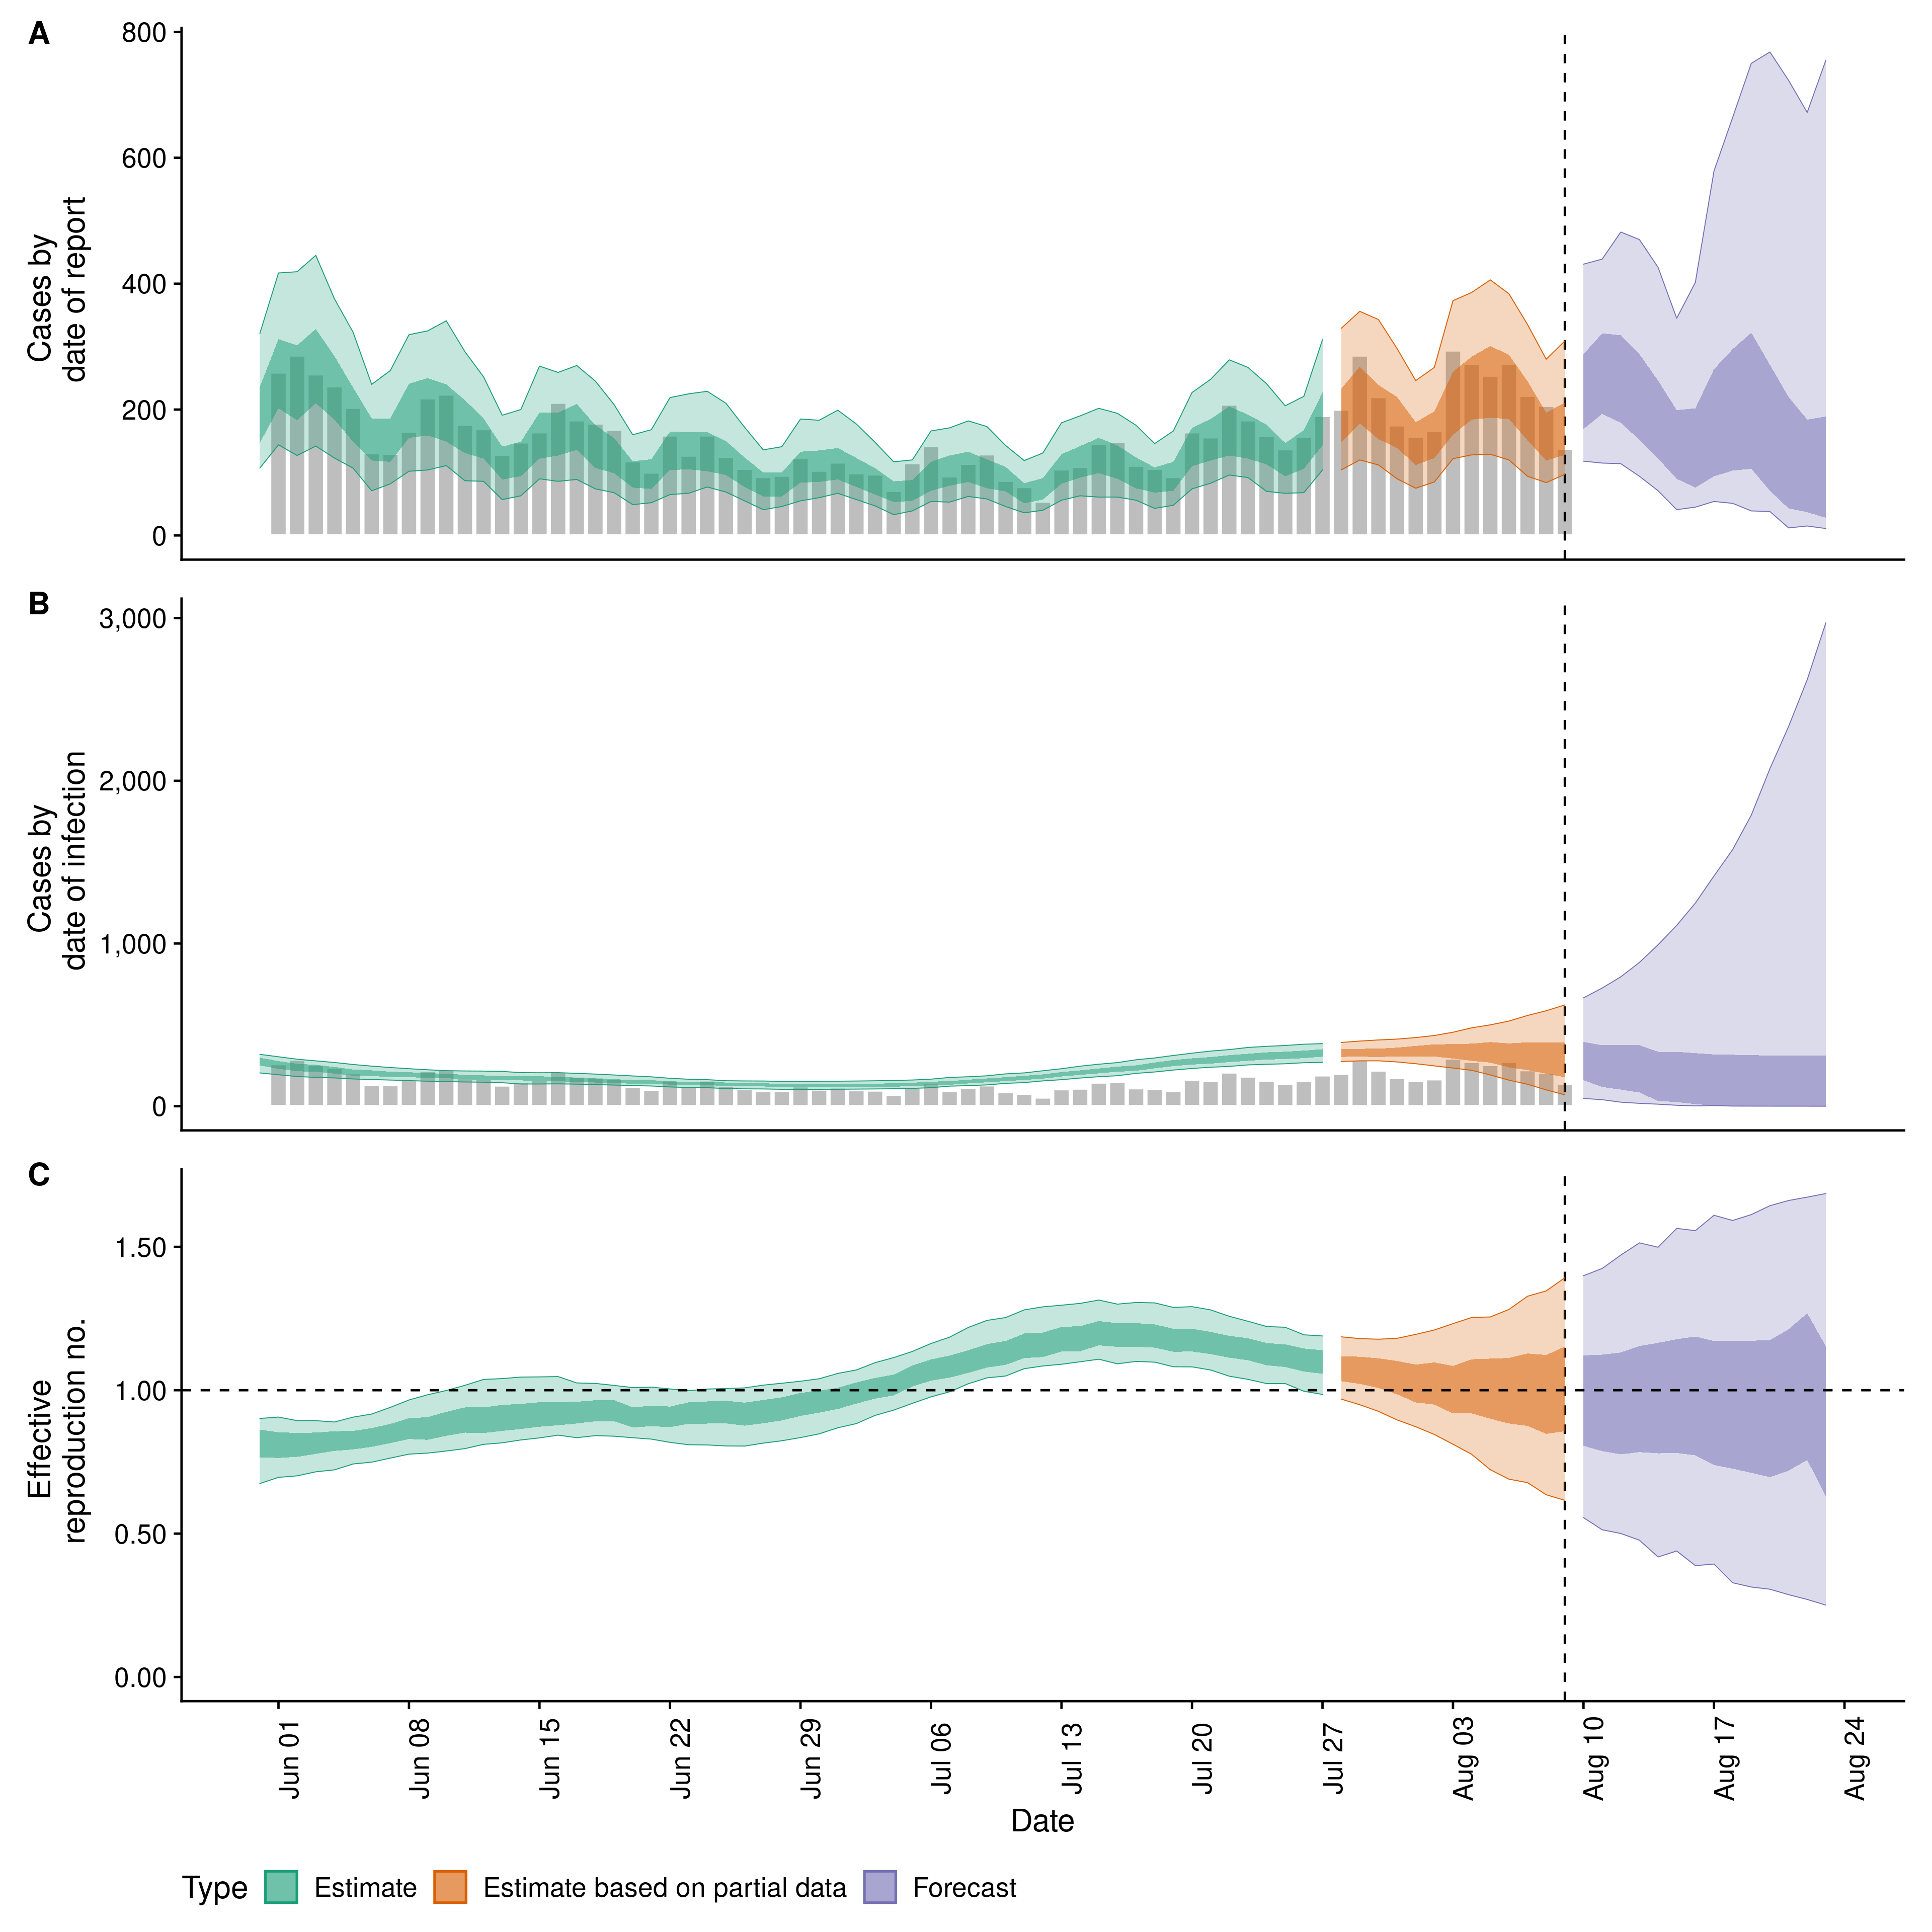 A
800
600
400
200
0
Cases by
date of report
B
3,000
2,000
1,000
0
Cases by
date of infection
C
1.50
1.00
0.50
0.00
Effective
reproduction no.
Jun 01
Jun 08
Jun 15
Jun 22
Jun 29
Jul 06
Jul 13
Jul 20
Jul 27
Aug 03
Aug 10
Aug 17
Aug 24
Date
Type Estimate Estimate based on partial data Forecast